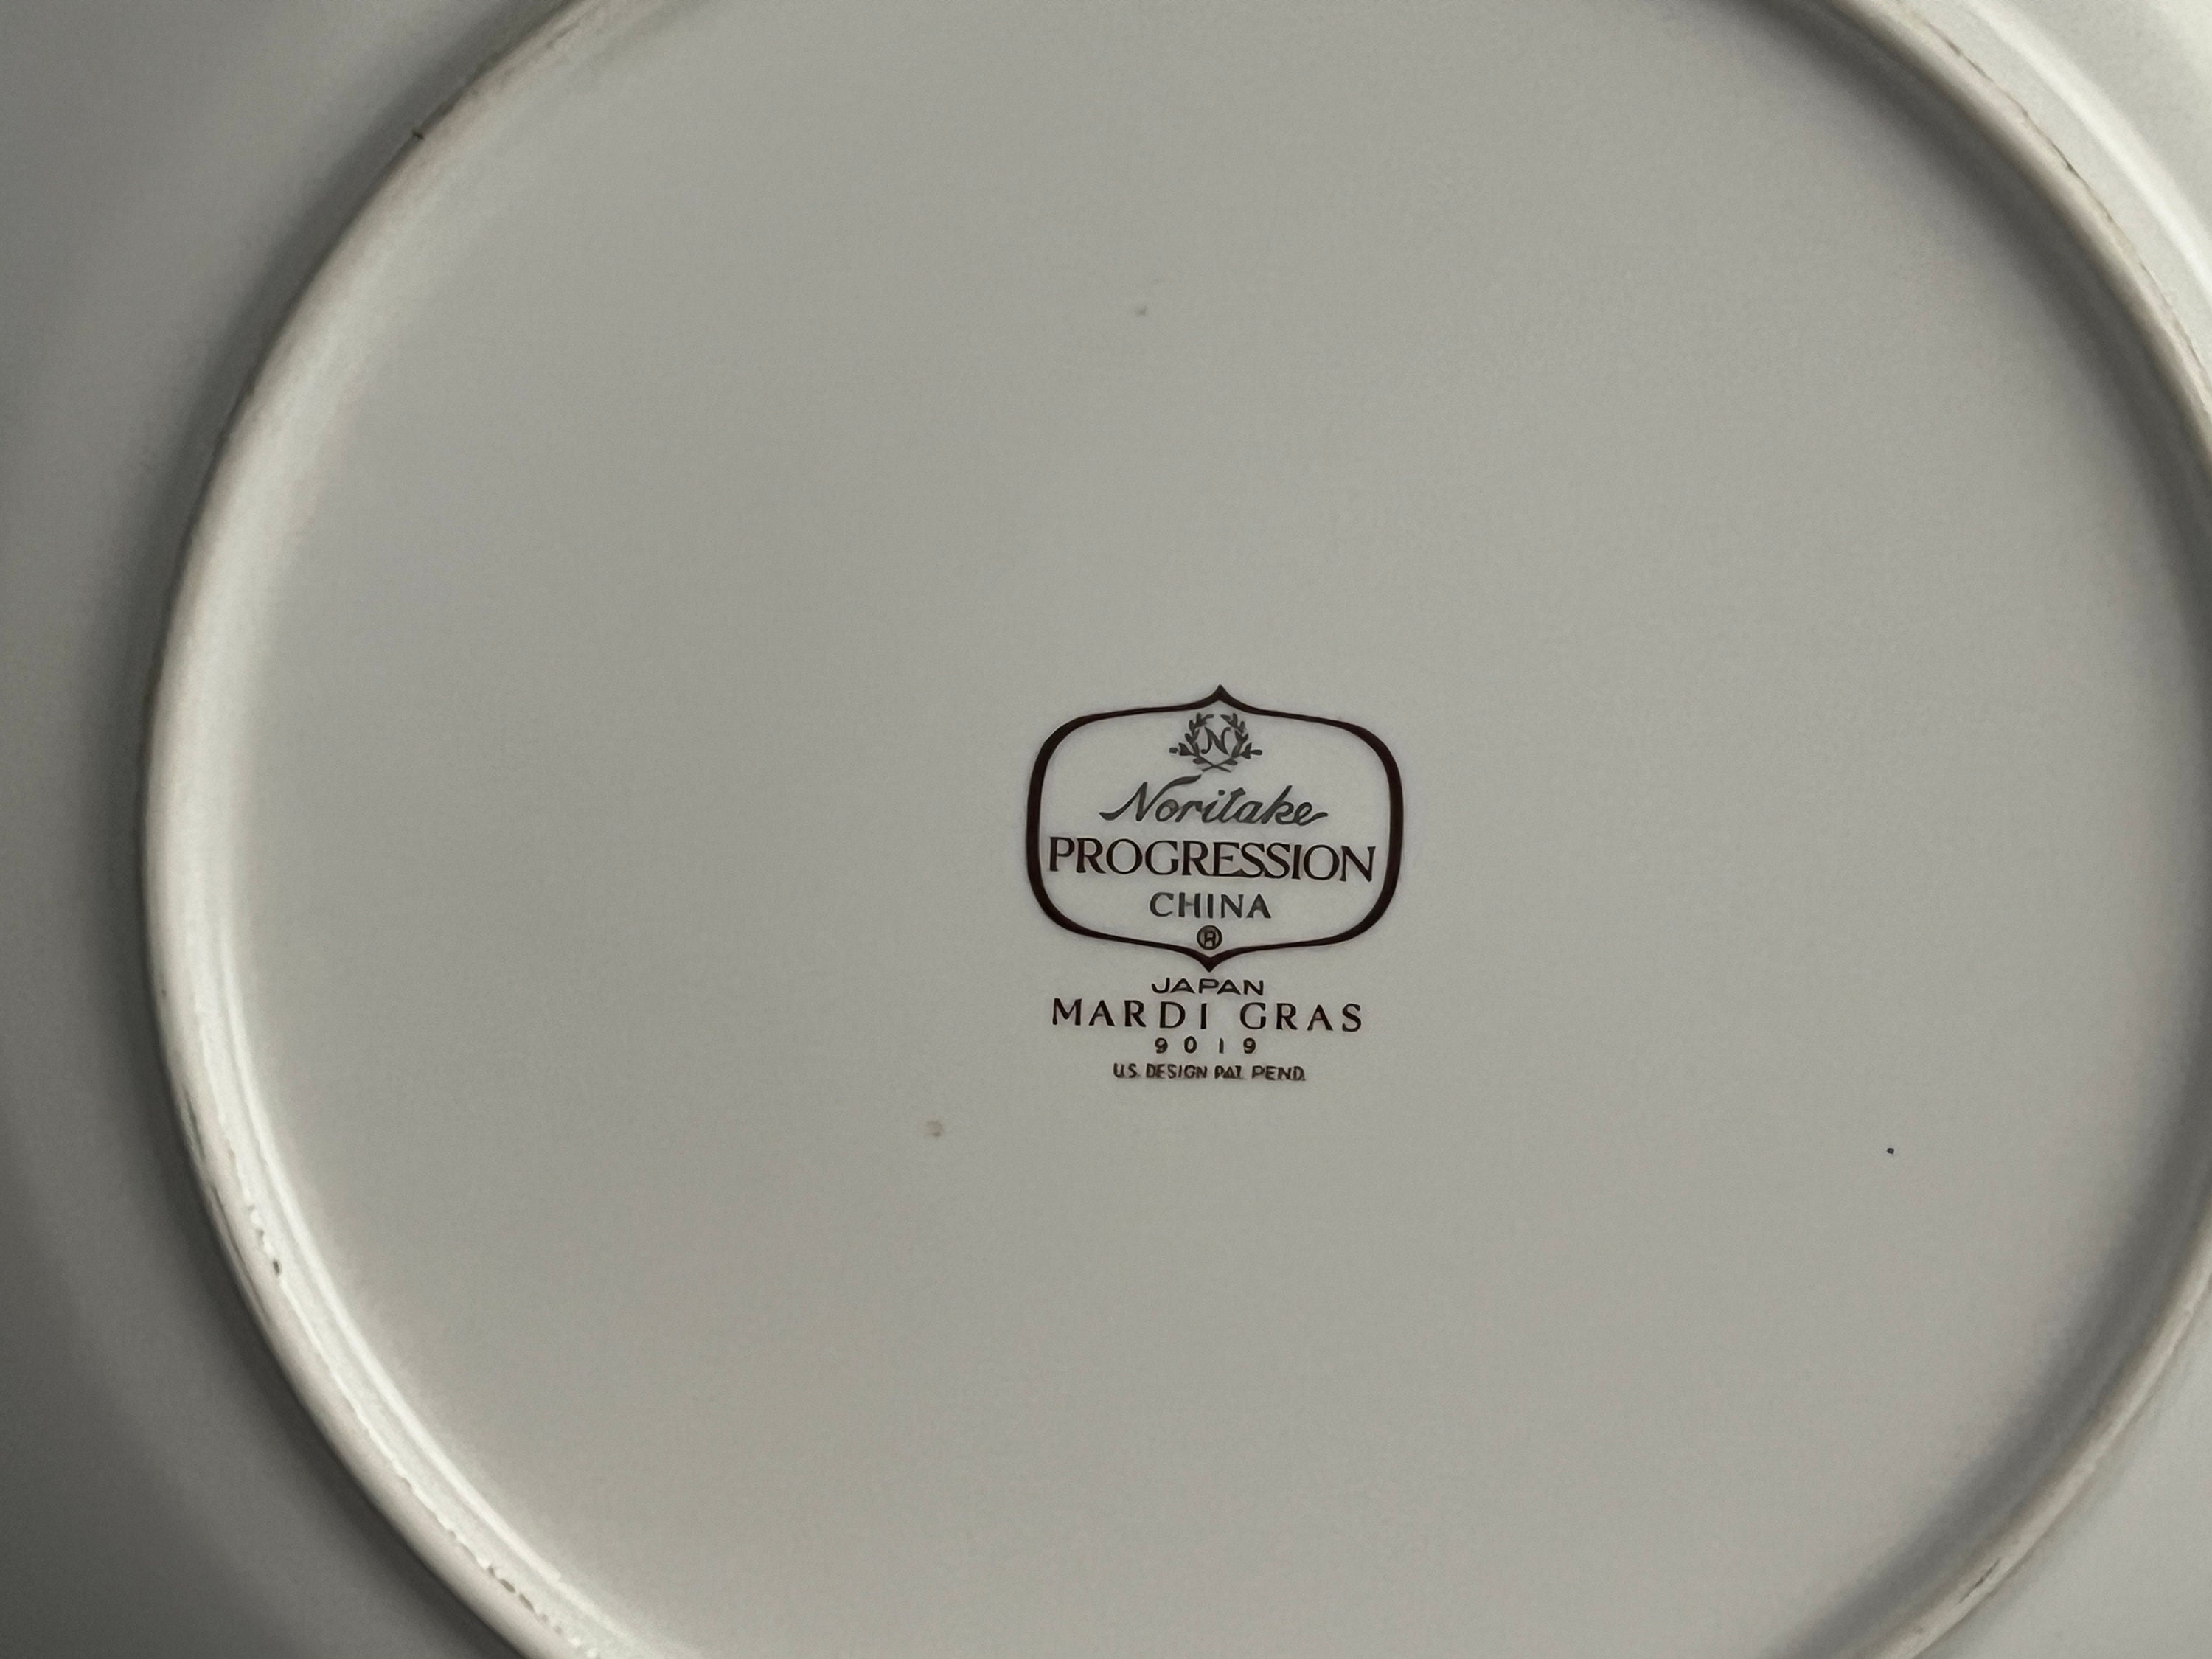 N
Noritake
PROGRESSION
CHINA
®
JAPAN
MARDI GRAS
9019
U.S. DESIGN PAT. PEND.